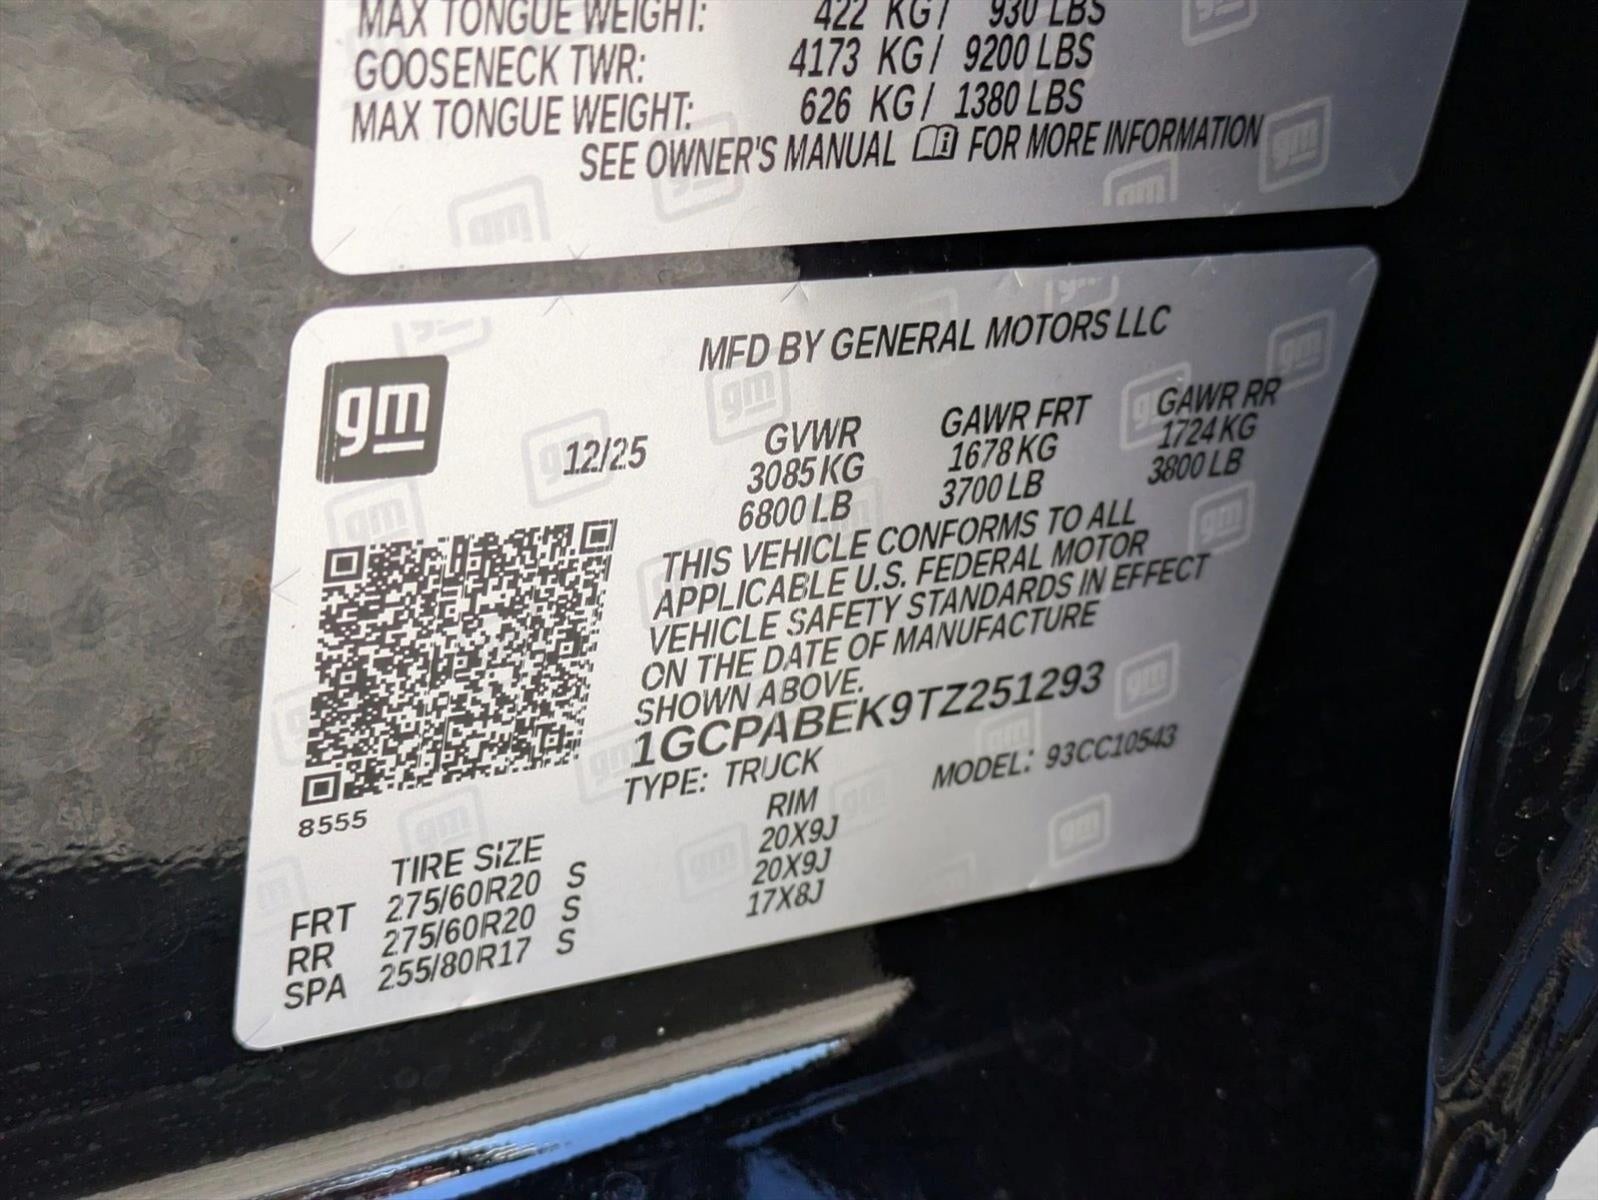 MAX TONGUE WEIGHT: 422 KG/ 930 LBS
GOOSENECK TWR: 4173 KG/ 9200 LBS
MAX TONGUE WEIGHT: 626 KG/ 1380 LBS
SEE OWNER'S MANUAL FOR MORE INFORMATION
MFD BY GENERAL MOTORS LLC
gm
12/25
GVWR GAWR FRT GAWR RR
3085 KG 1678 KG 1724 KG
6800 LB 3700 LB 3800 LB
THIS VEHICLE CONFORMS TO ALL
APPLICABLE U.S. FEDERAL MOTOR
VEHICLE SAFETY STANDARDS IN EFFECT
ON THE DATE OF MANUFACTURE
SHOWN ABOVE.
1GCPABEK9TZ251293
TYPE: TRUCK MODEL: 93CC10543
8555
TIRE SIZE RIM
FRT 275/60R20 S 20X9J
RR 275/60R20 S 20X9J
SPA 255/80R17 S 17X8J